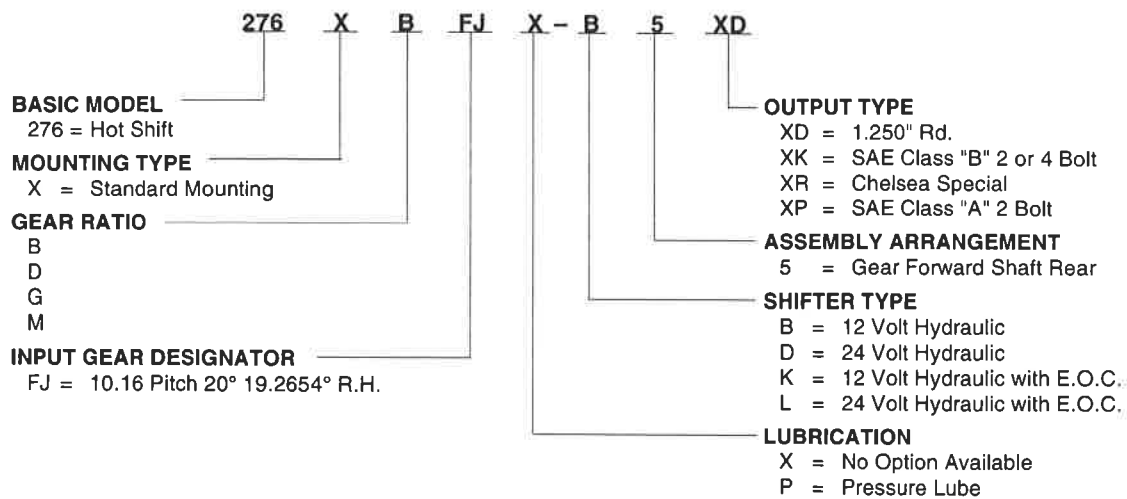 276 X B FJ X - B 5 XD
BASIC MODEL
276 = Hot Shift
MOUNTING TYPE
X = Standard Mounting
GEAR RATIO
B
D
G
M
INPUT GEAR DESIGNATOR
FJ = 10.16 Pitch 20° 19.2654° R.H.
OUTPUT TYPE
XD = 1.250" Rd.
XK = SAE Class "B" 2 or 4 Bolt
XR = Chelsea Special
XP = SAE Class "A" 2 Bolt
ASSEMBLY ARRANGEMENT
5 = Gear Forward Shaft Rear
SHIFTER TYPE
B = 12 Volt Hydraulic
D = 24 Volt Hydraulic
K = 12 Volt Hydraulic with E.O.C.
L = 24 Volt Hydraulic with E.O.C.
LUBRICATION
X = No Option Available
P = Pressure Lube